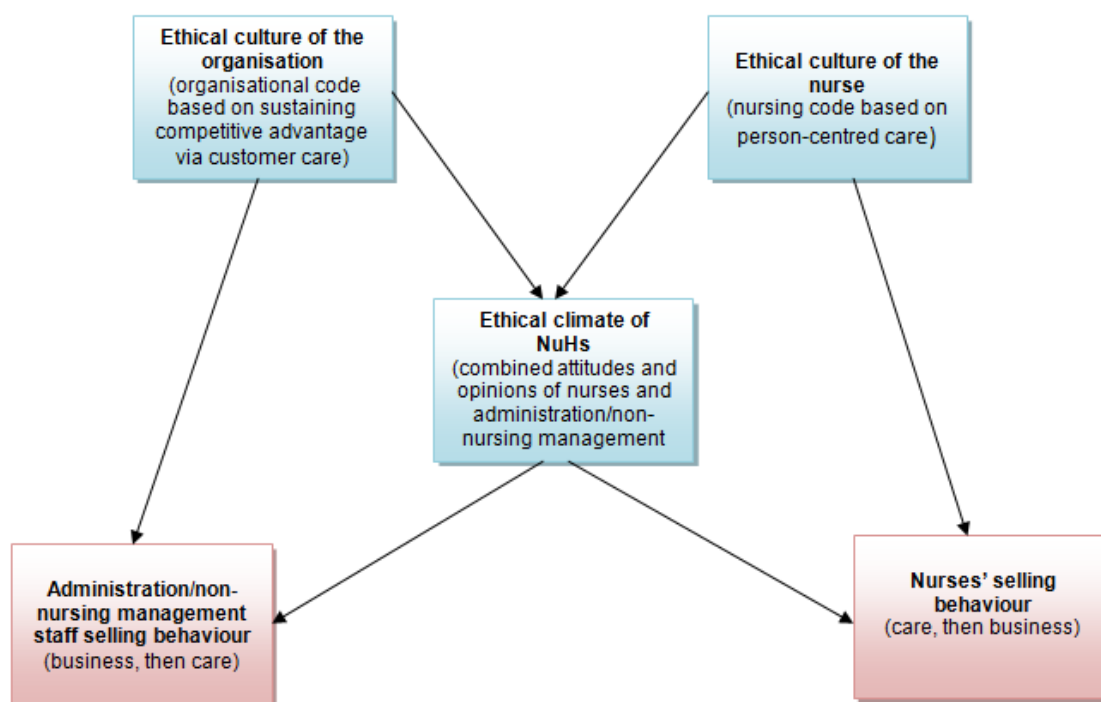 Ethical culture of the
organisation
(organisational code
based on sustaining
competitive advantage
via customer care)
Ethical culture of the
nurse
(nursing code based on
person-centred care)
Ethical climate of
NuHs
(combined attitudes and
opinions of nurses and
administration/non-
nursing management
Administration/non-
nursing management
staff selling behaviour
(business, then care)
Nurses’ selling
behaviour
(care, then business)